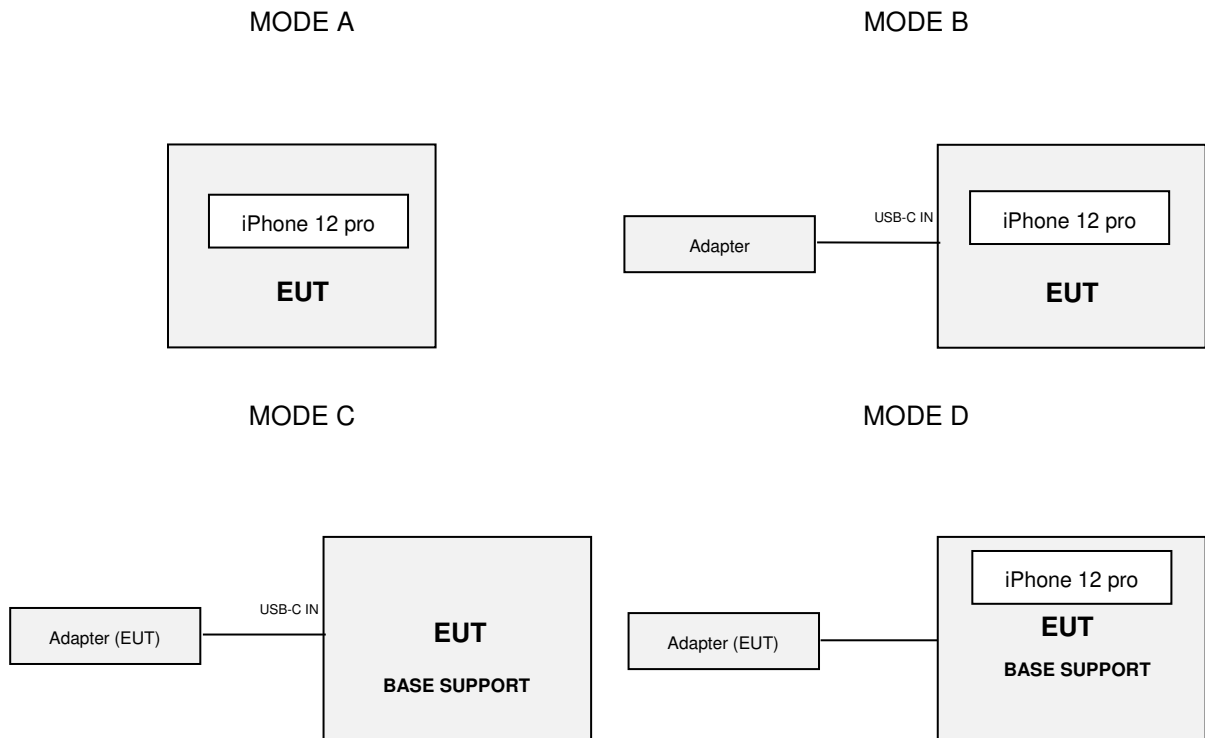 MODE A
MODE B
iPhone 12 pro
EUT
Adapter
USB-C IN
iPhone 12 pro
EUT
MODE C
MODE D
Adapter (EUT)
USB-C IN
EUT
BASE SUPPORT
Adapter (EUT)
iPhone 12 pro
EUT
BASE SUPPORT